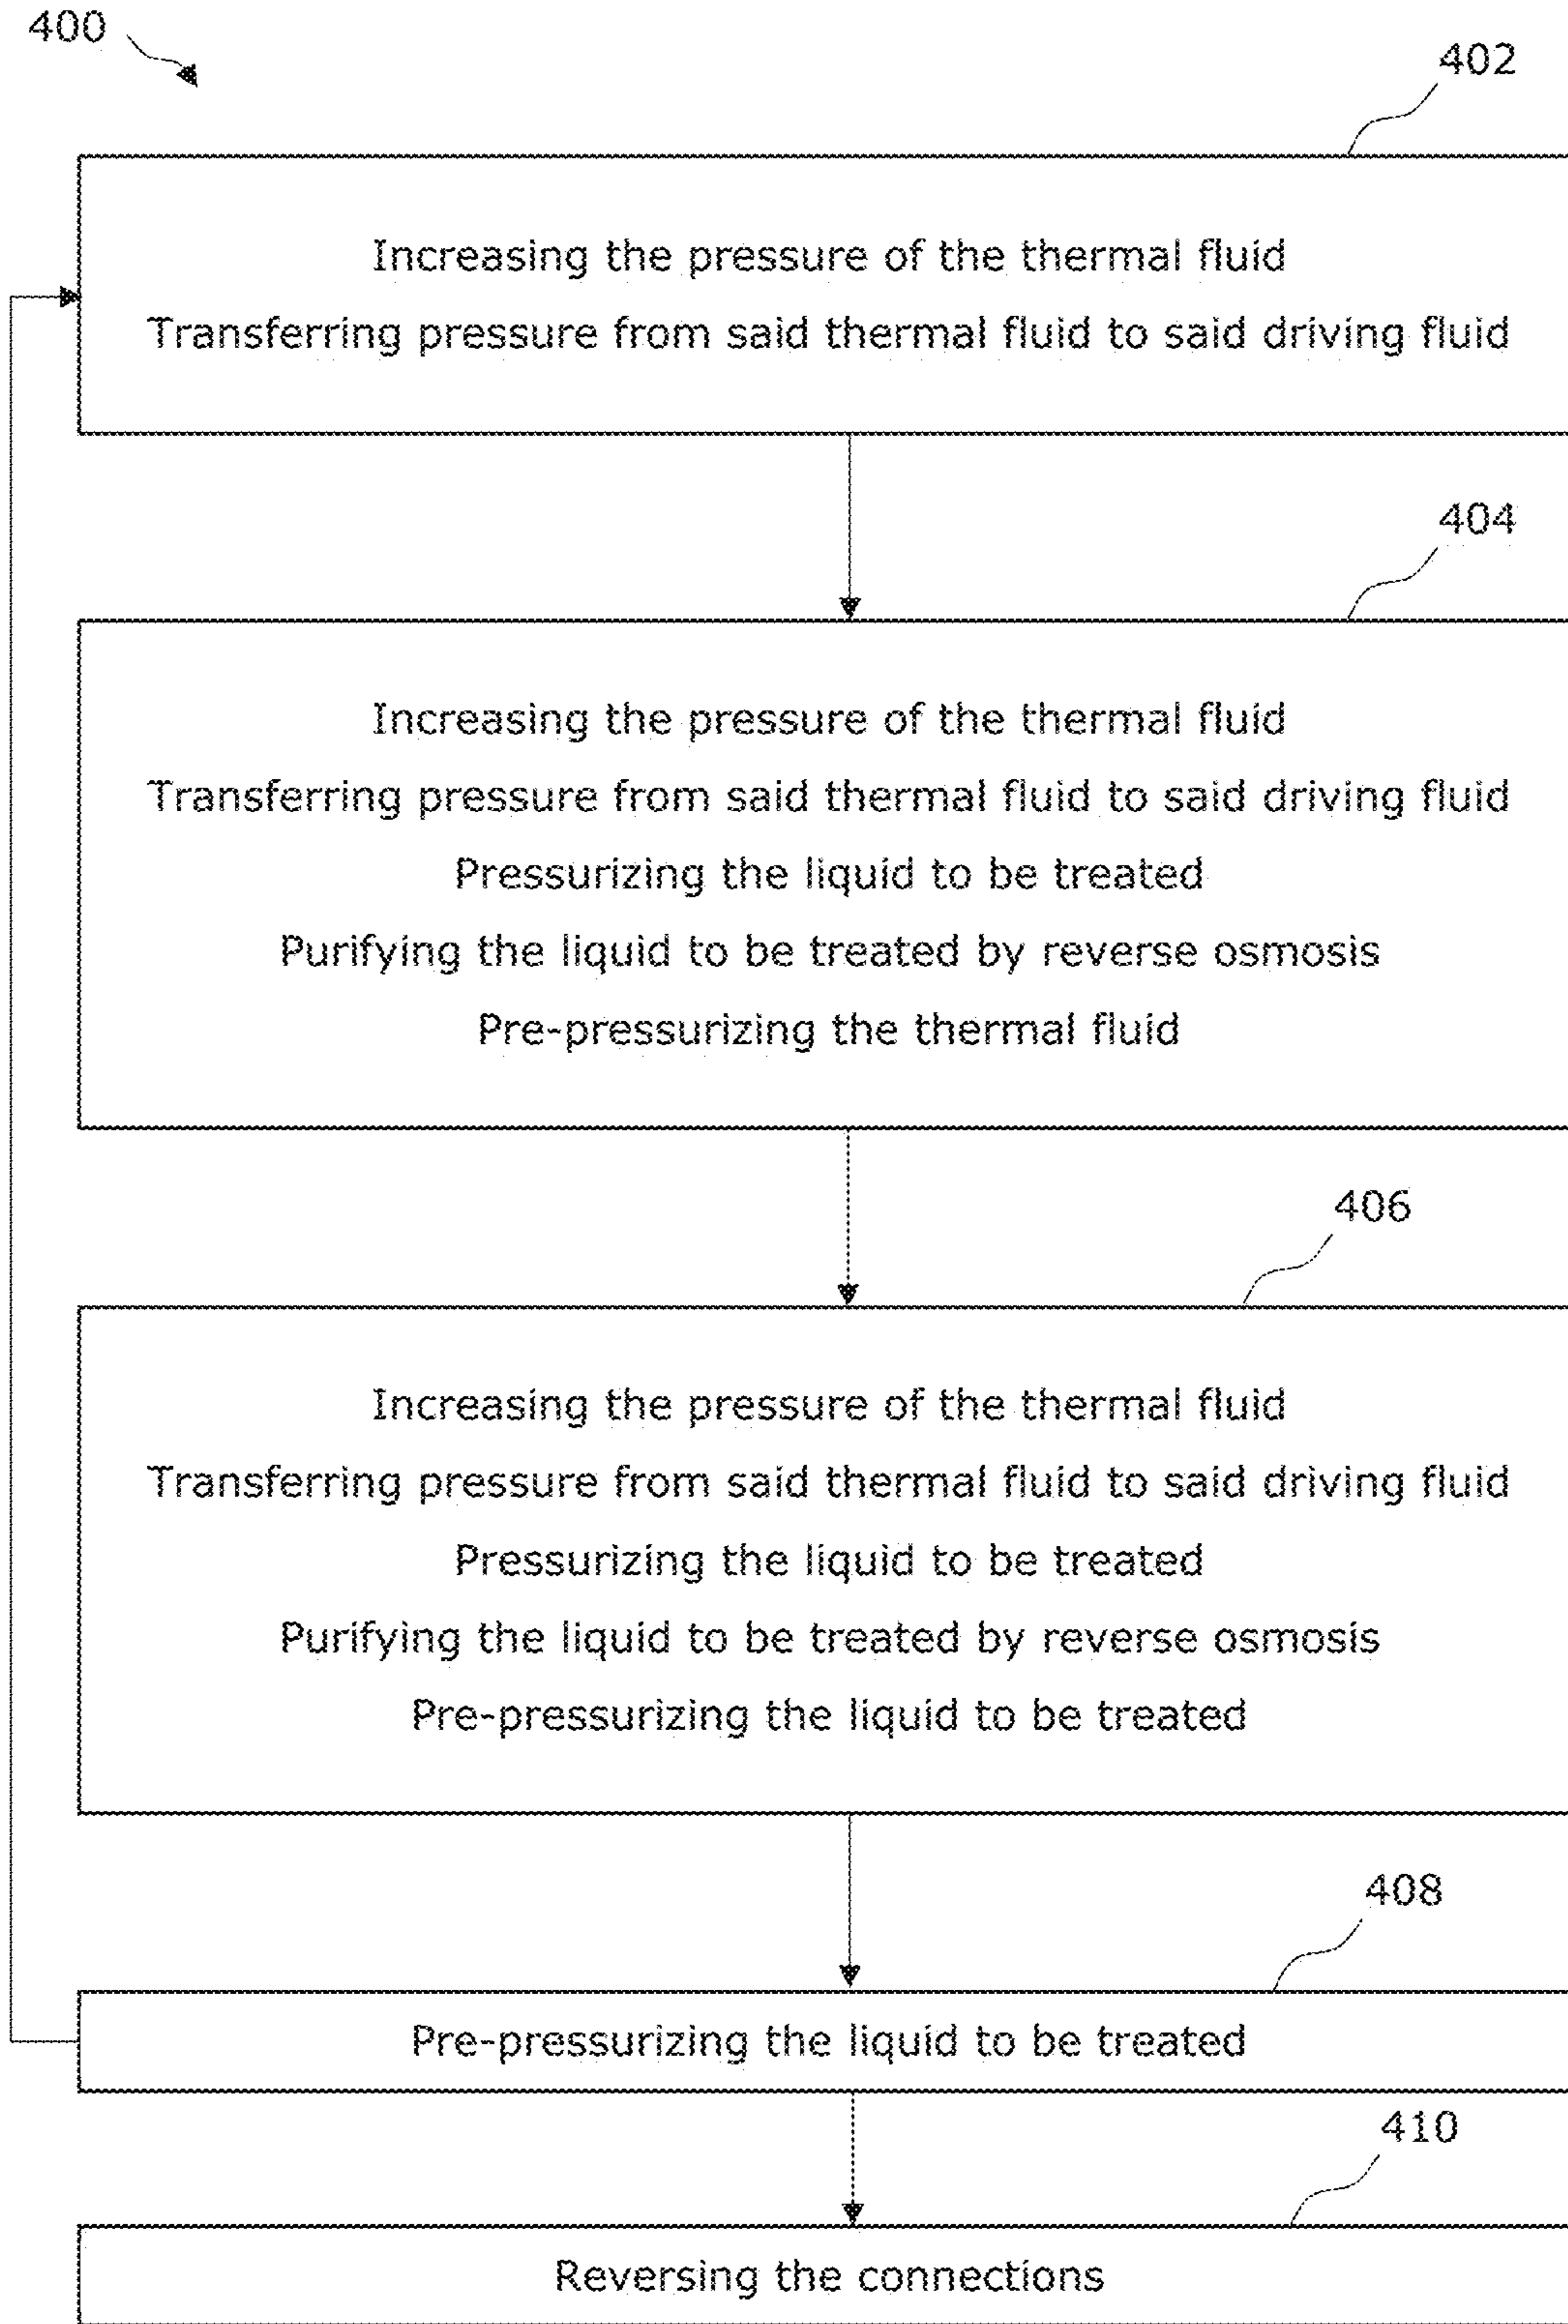 400
402
Increasing the pressure of the thermal fluid
Transferring pressure from said thermal fluid to said driving fluid
404
Increasing the pressure of the thermal fluid
Transferring pressure from said thermal fluid to said driving fluid
Pressurizing the liquid to be treated
Purifying the liquid to be treated by reverse osmosis
Pre-pressurizing the thermal fluid
406
Increasing the pressure of the thermal fluid
Transferring pressure from said thermal fluid to said driving fluid
Pressurizing the liquid to be treated
Purifying the liquid to be treated by reverse osmosis
Pre-pressurizing the liquid to be treated
408
Pre-pressurizing the liquid to be treated
410
Reversing the connections